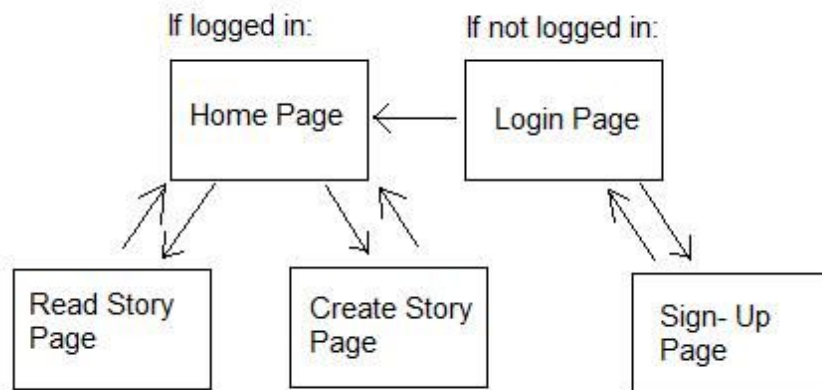 If logged in:
If not logged in:
Home Page
Login Page
Read Story
Page
Create Story
Page
Sign- Up
Page